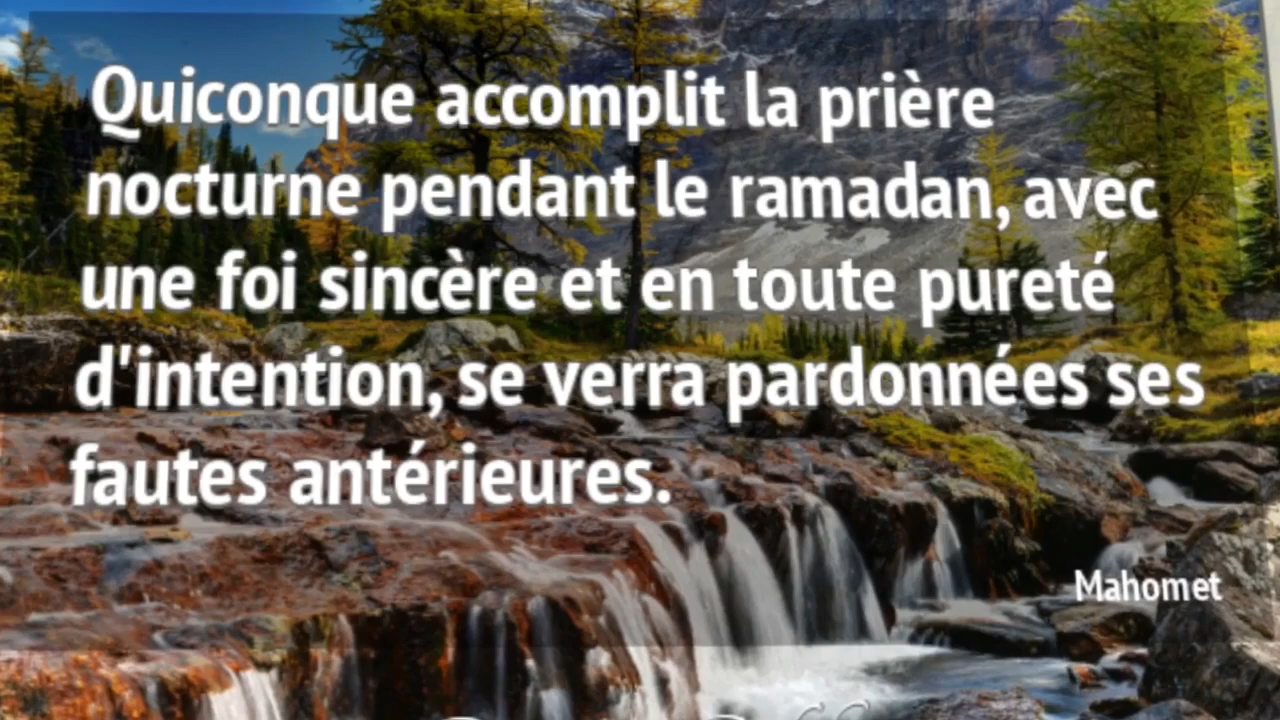 Quiconque accomplit la prière
nocturne pendant le ramadan, avec
une foi sincère et en toute pureté
d'intention, se verra pardonnées ses
fautes antérieures.
Mahomet